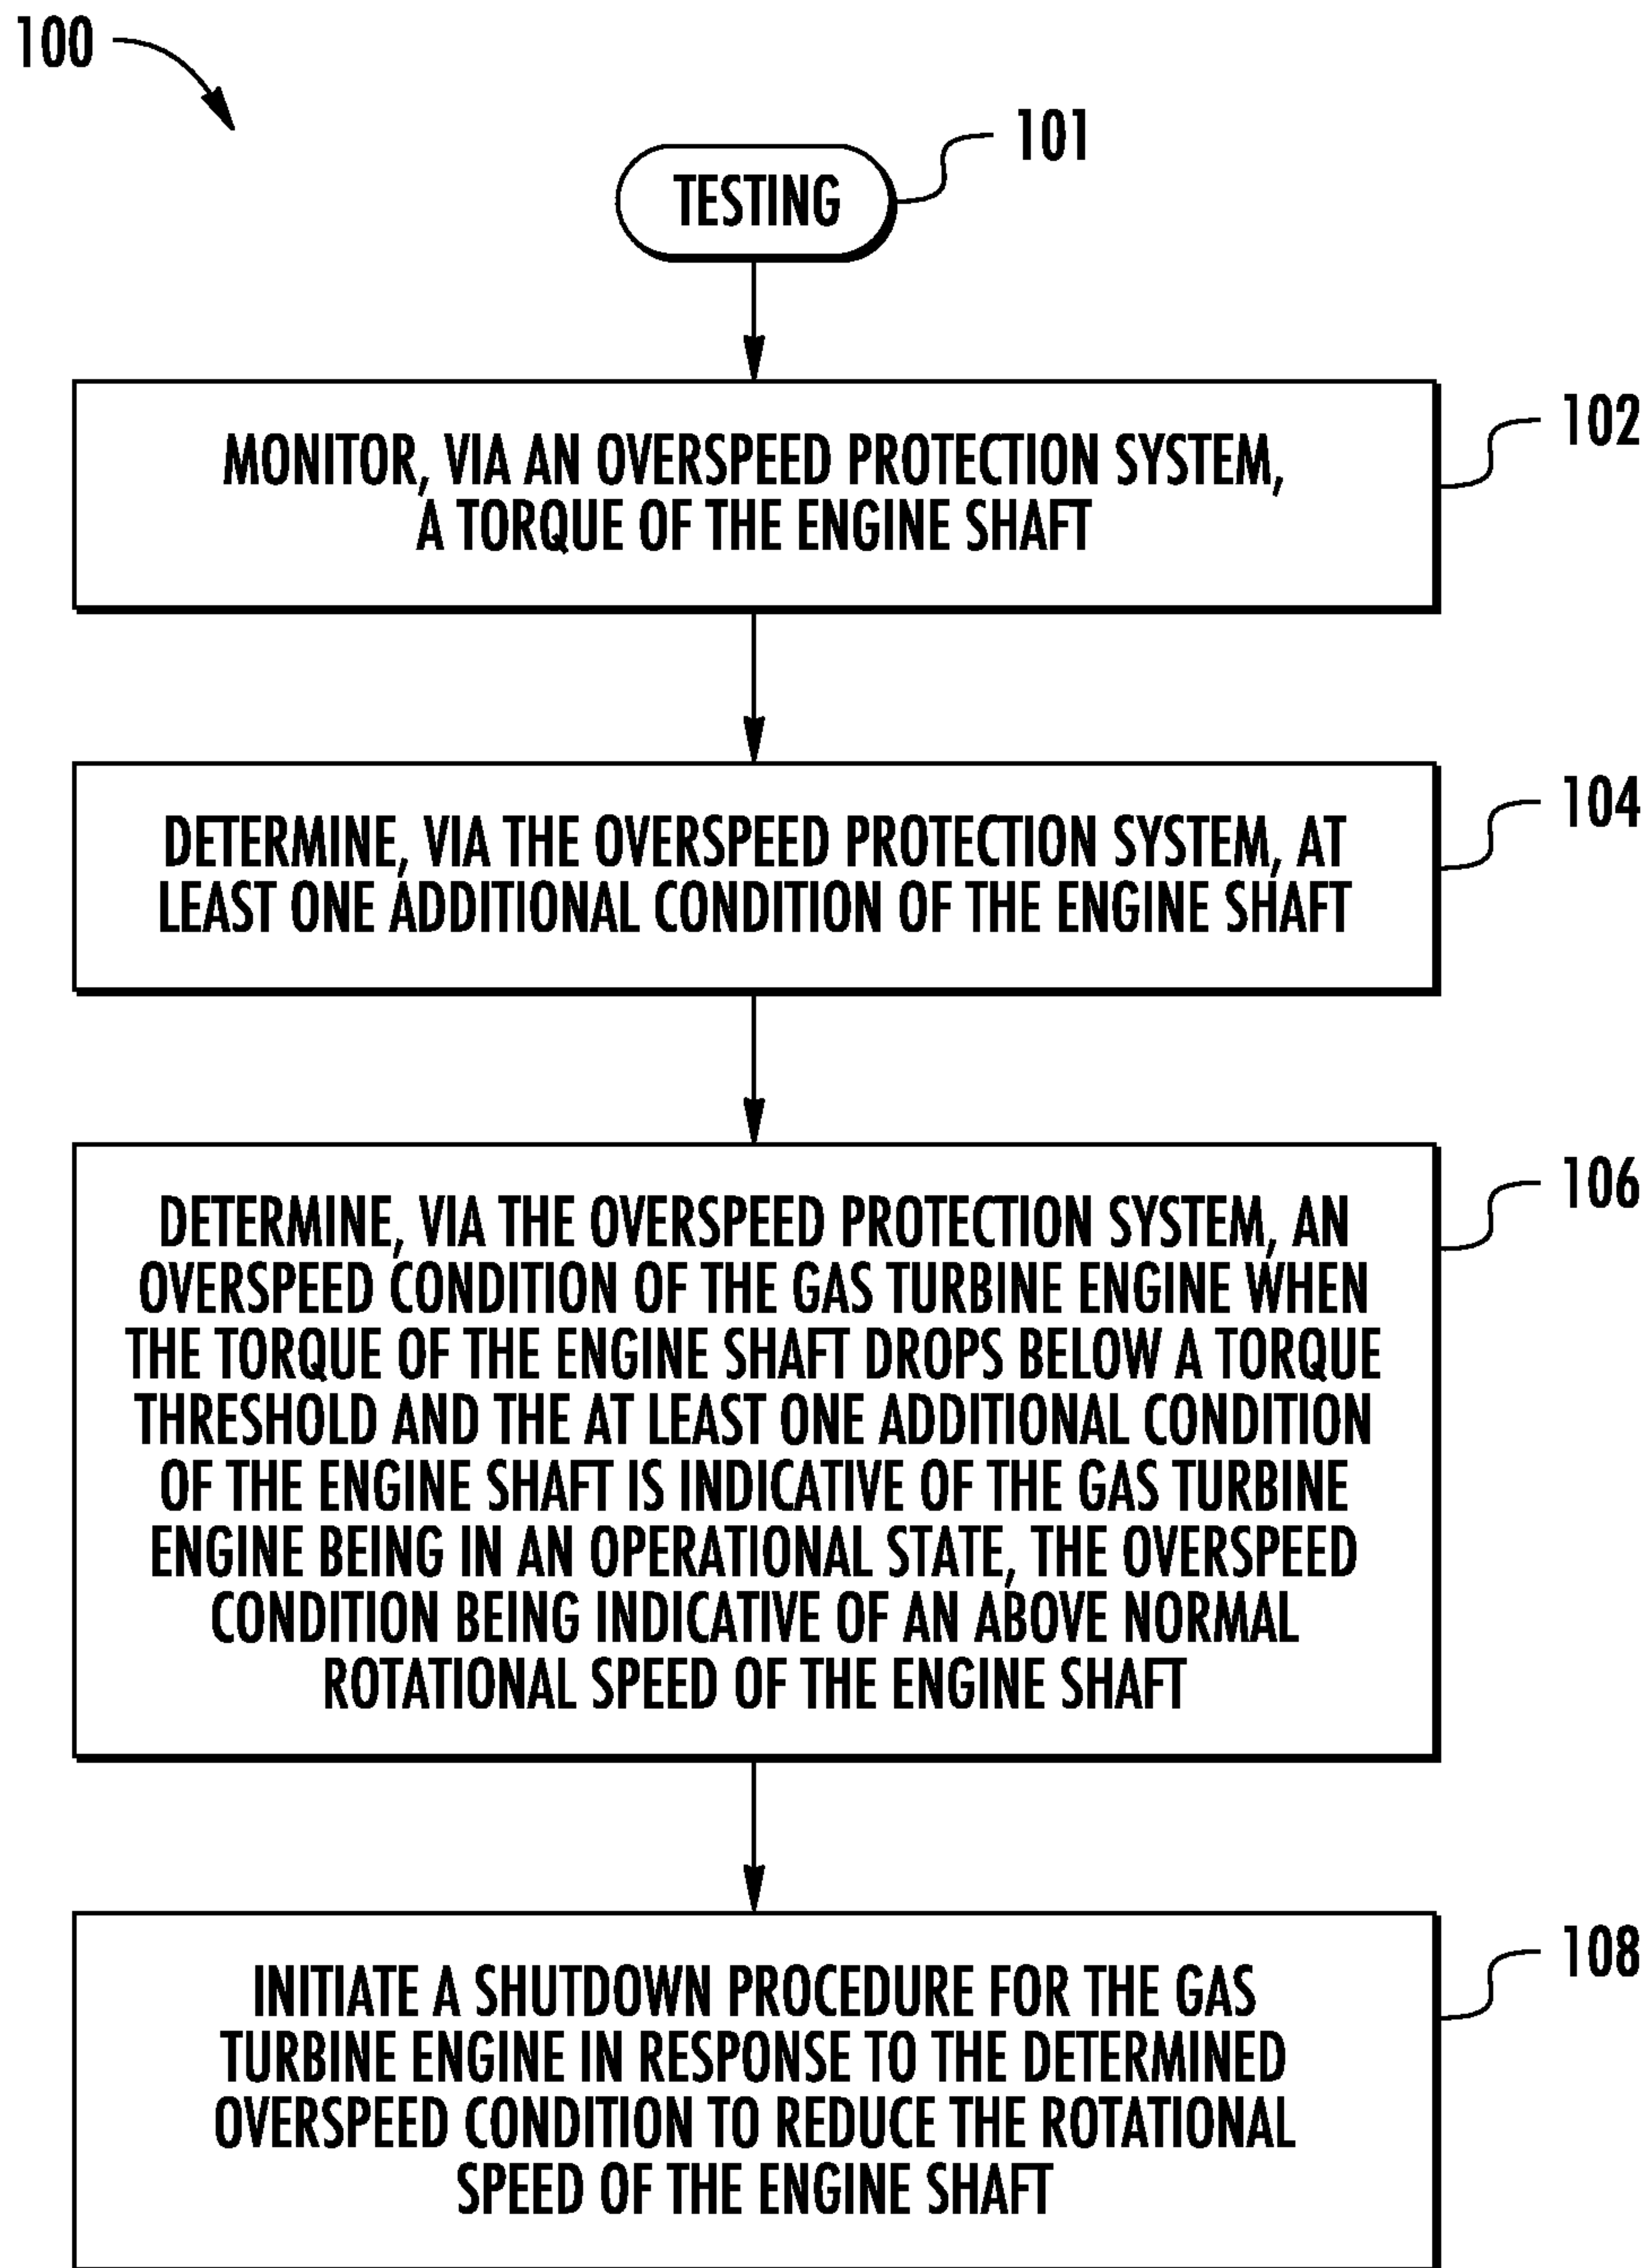 100
101
TESTING
102
MONITOR, VIA AN OVERSPEED PROTECTION SYSTEM,
A TORQUE OF THE ENGINE SHAFT
104
DETERMINE, VIA THE OVERSPEED PROTECTION SYSTEM, AT
LEAST ONE ADDITIONAL CONDITION OF THE ENGINE SHAFT
106
DETERMINE, VIA THE OVERSPEED PROTECTION SYSTEM, AN
OVERSPEED CONDITION OF THE GAS TURBINE ENGINE WHEN
THE TORQUE OF THE ENGINE SHAFT DROPS BELOW A TORQUE
THRESHOLD AND THE AT LEAST ONE ADDITIONAL CONDITION
OF THE ENGINE SHAFT IS INDICATIVE OF THE GAS TURBINE
ENGINE BEING IN AN OPERATIONAL STATE, THE OVERSPEED
CONDITION BEING INDICATIVE OF AN ABOVE NORMAL
ROTATIONAL SPEED OF THE ENGINE SHAFT
108
INITIATE A SHUTDOWN PROCEDURE FOR THE GAS
TURBINE ENGINE IN RESPONSE TO THE DETERMINED
OVERSPEED CONDITION TO REDUCE THE ROTATIONAL
SPEED OF THE ENGINE SHAFT